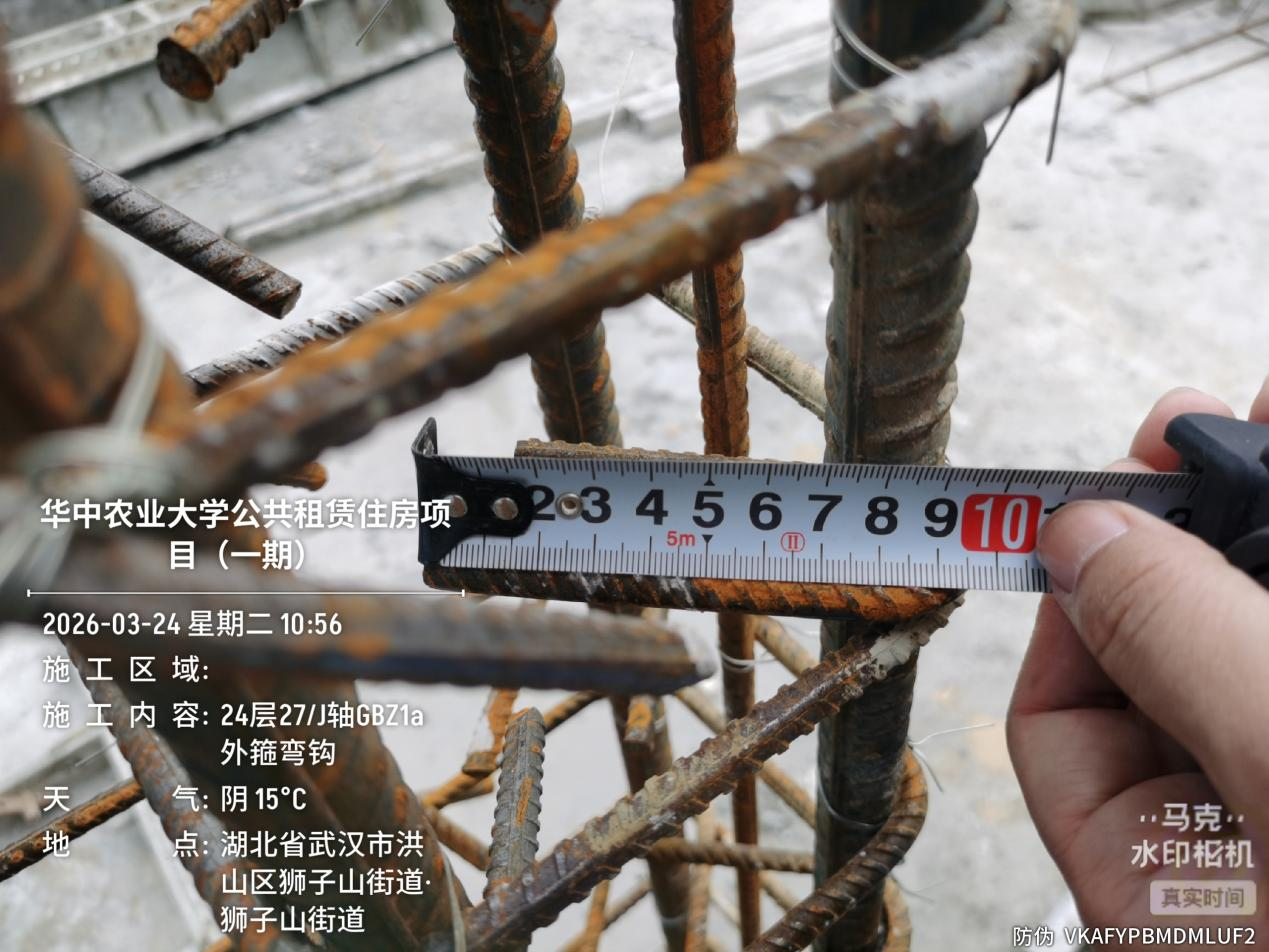 2 3 4 5 6 7 8 9 10
5m
II
华中农业大学公共租赁住房项
目（一期）
2026-03-24 星期二 10:56
施工区域:
施工内容: 24层27/J轴GBZ1a
外箍弯钩
天气: 阴 15°C
地点: 湖北省武汉市洪
山区狮子山街道·
狮子山街道
马克
水印相机
真实时间
防伪 VKAFYPBMDMLUF2